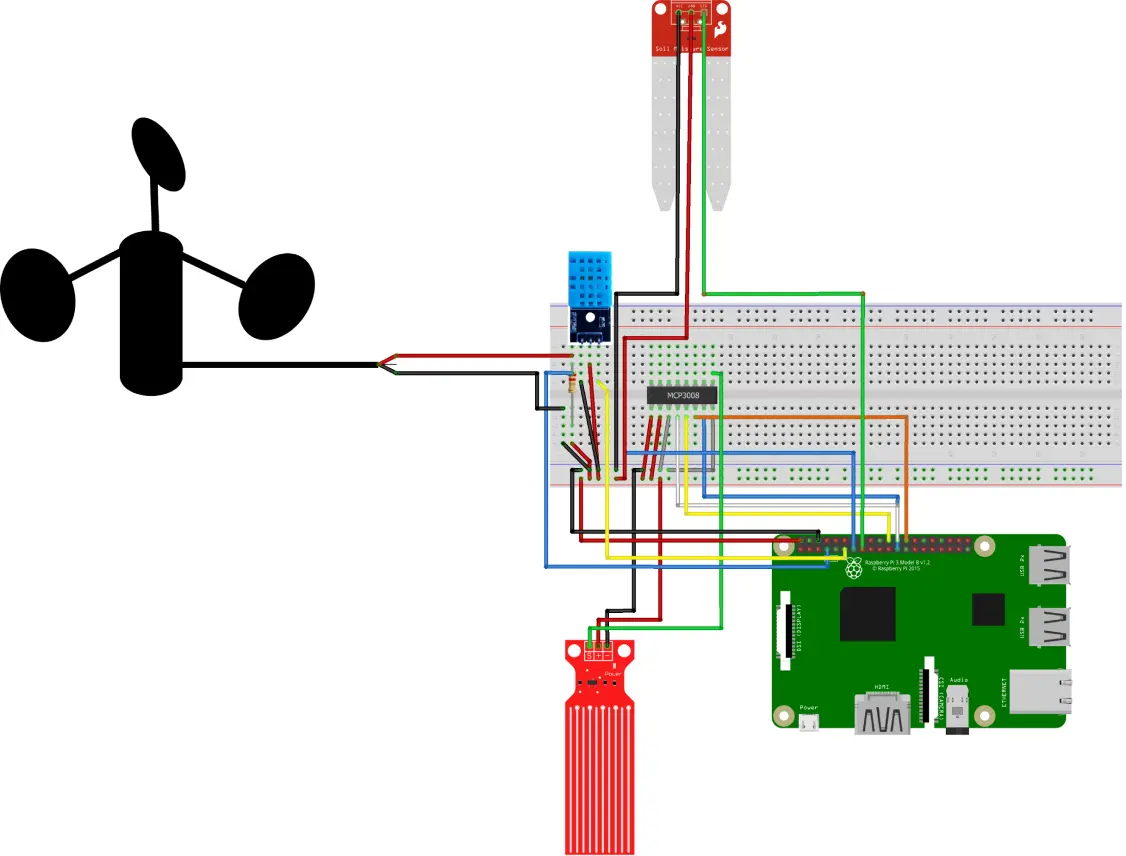 VCC GND SIG
Soil Moisture Sensor
MCP3008
Raspberry Pi 3 Model B v1.2
© Raspberry Pi 2015
USB 2x
DSI (DISPLAY)
USB 2x
S + -
Power
HDMI
CSI (CAMERA)
Audio
ETHERNET
Power